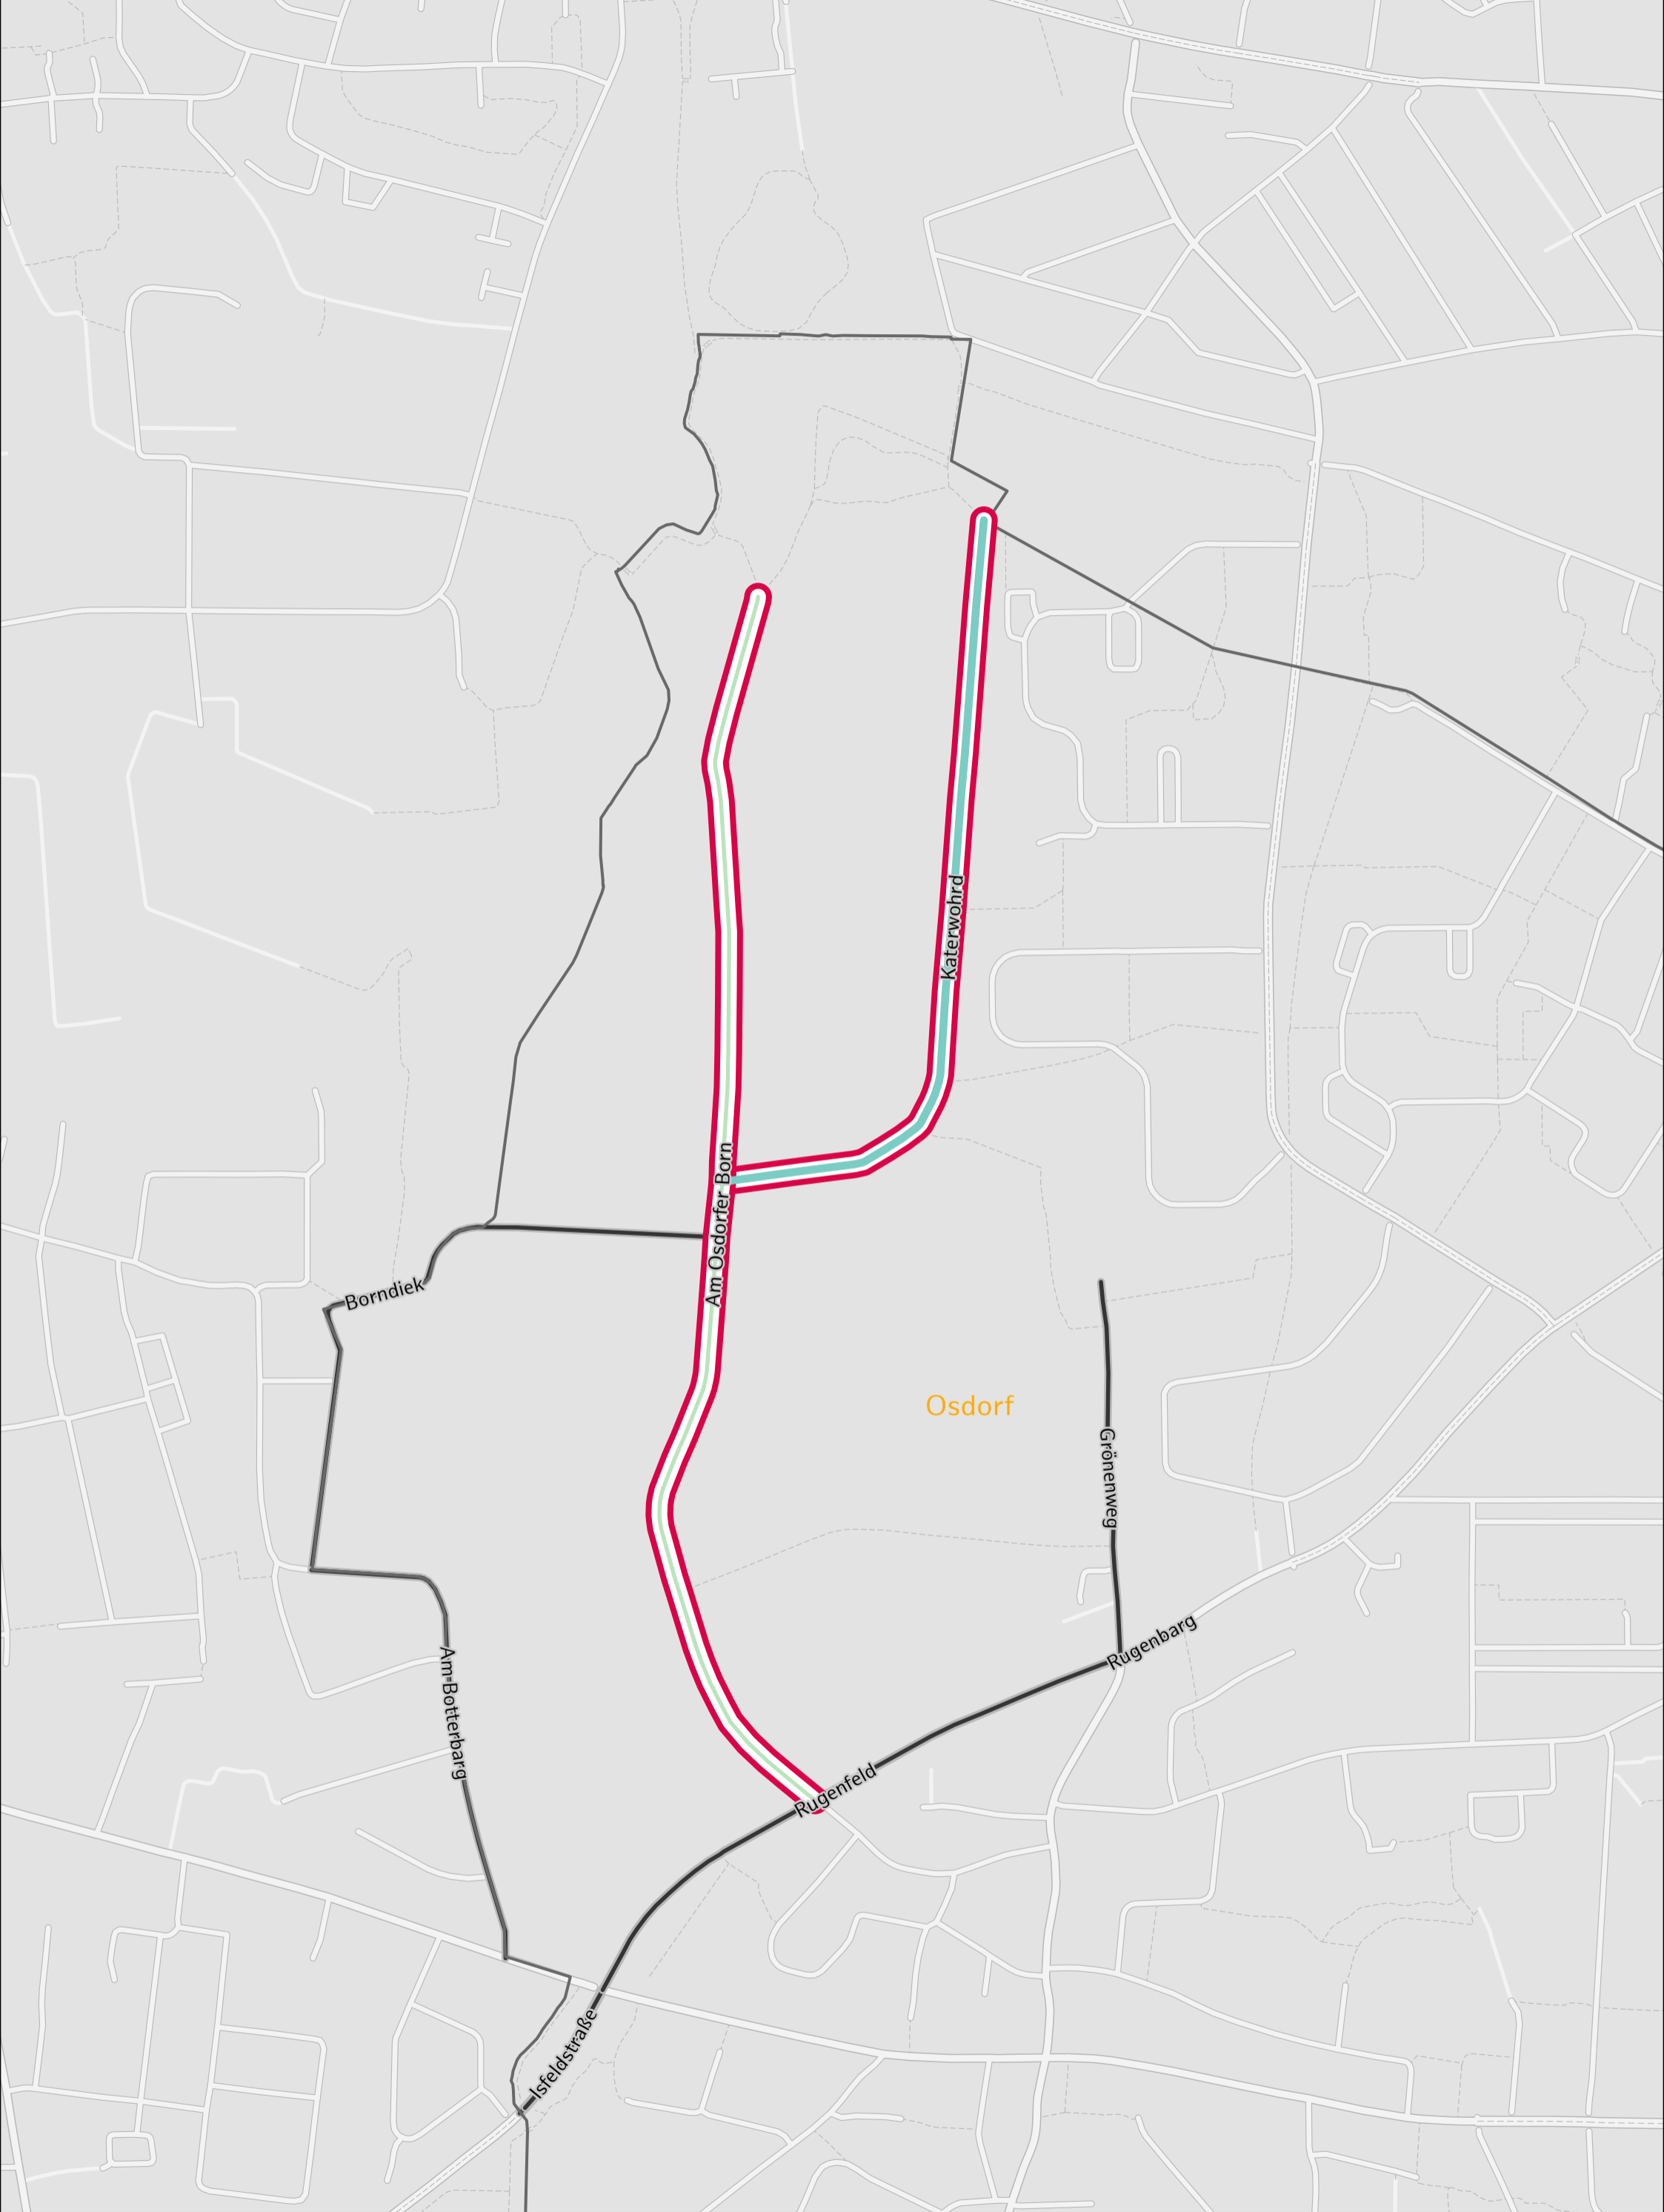 Katerwohrd
Am Osdorfer Born
Borndiek
Osdorf
Grönenweg
Rugenbarg
Am-Botterbarg
Rugenfeld
Isfeldstraße